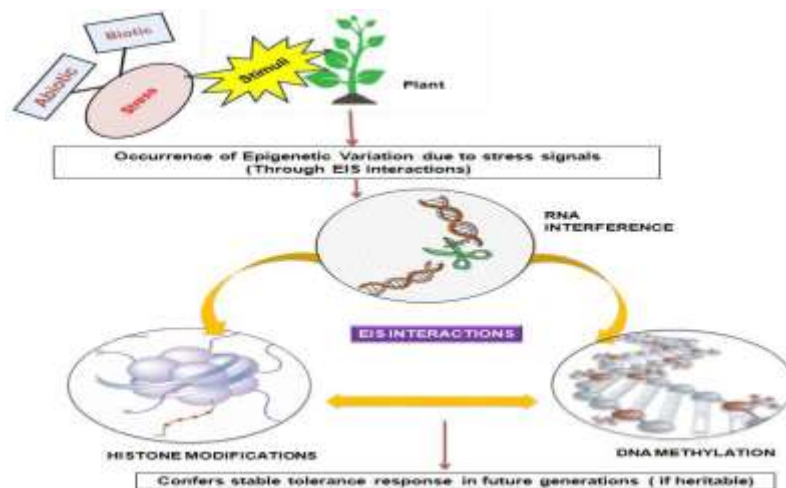 Biotic
Abiotic
Stress
Stimuli
Plant
Occurrence of Epigenetic Variation due to stress signals
(Through EIS interactions)
RNA
INTERFERENCE
EIS INTERACTIONS
HISTONE MODIFICATIONS
DNA METHYLATION
Confers stable tolerance response in future generations ( if heritable)